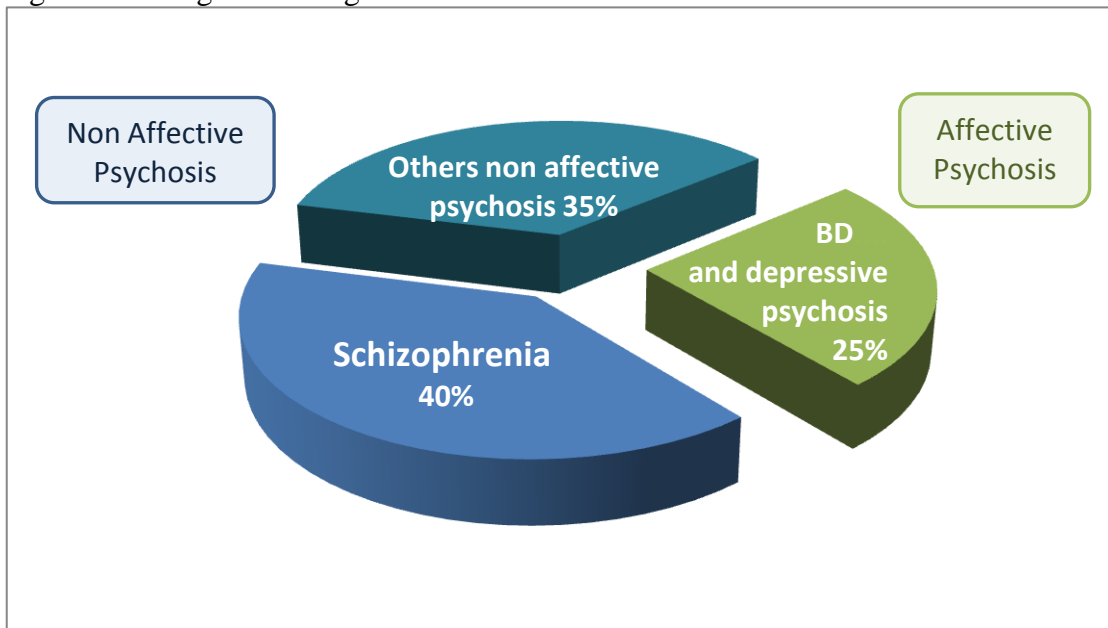 Non Affective
Psychosis
Affective
Psychosis
Others non affective
psychosis 35%
BD
and depressive
psychosis
25%
Schizophrenia
40%